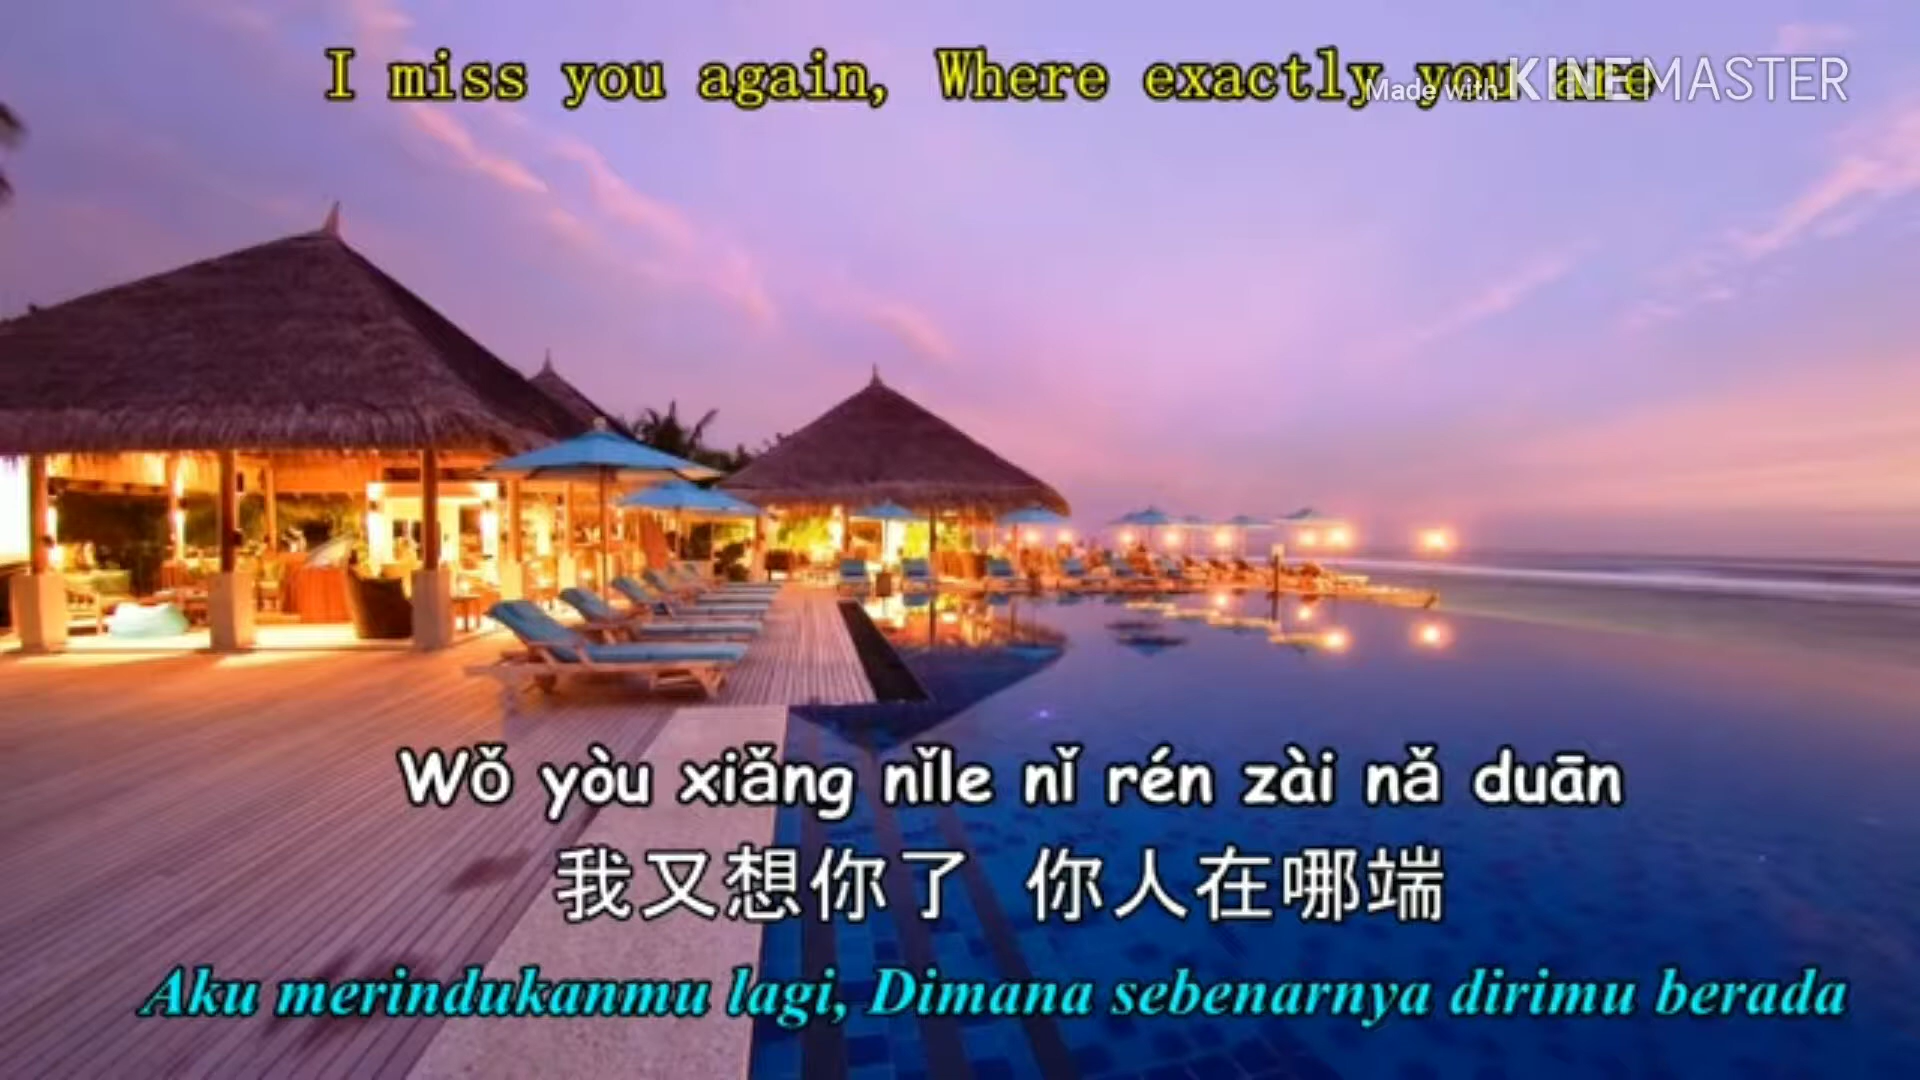 I miss you again, Where exactly you are
Made with KINEMASTER
Wǒ yòu xiǎng nǐle nǐ rén zài nǎ duān
我又想你了 你人在哪端
Aku merindukanmu lagi, Dimana sebenarnya dirimu berada